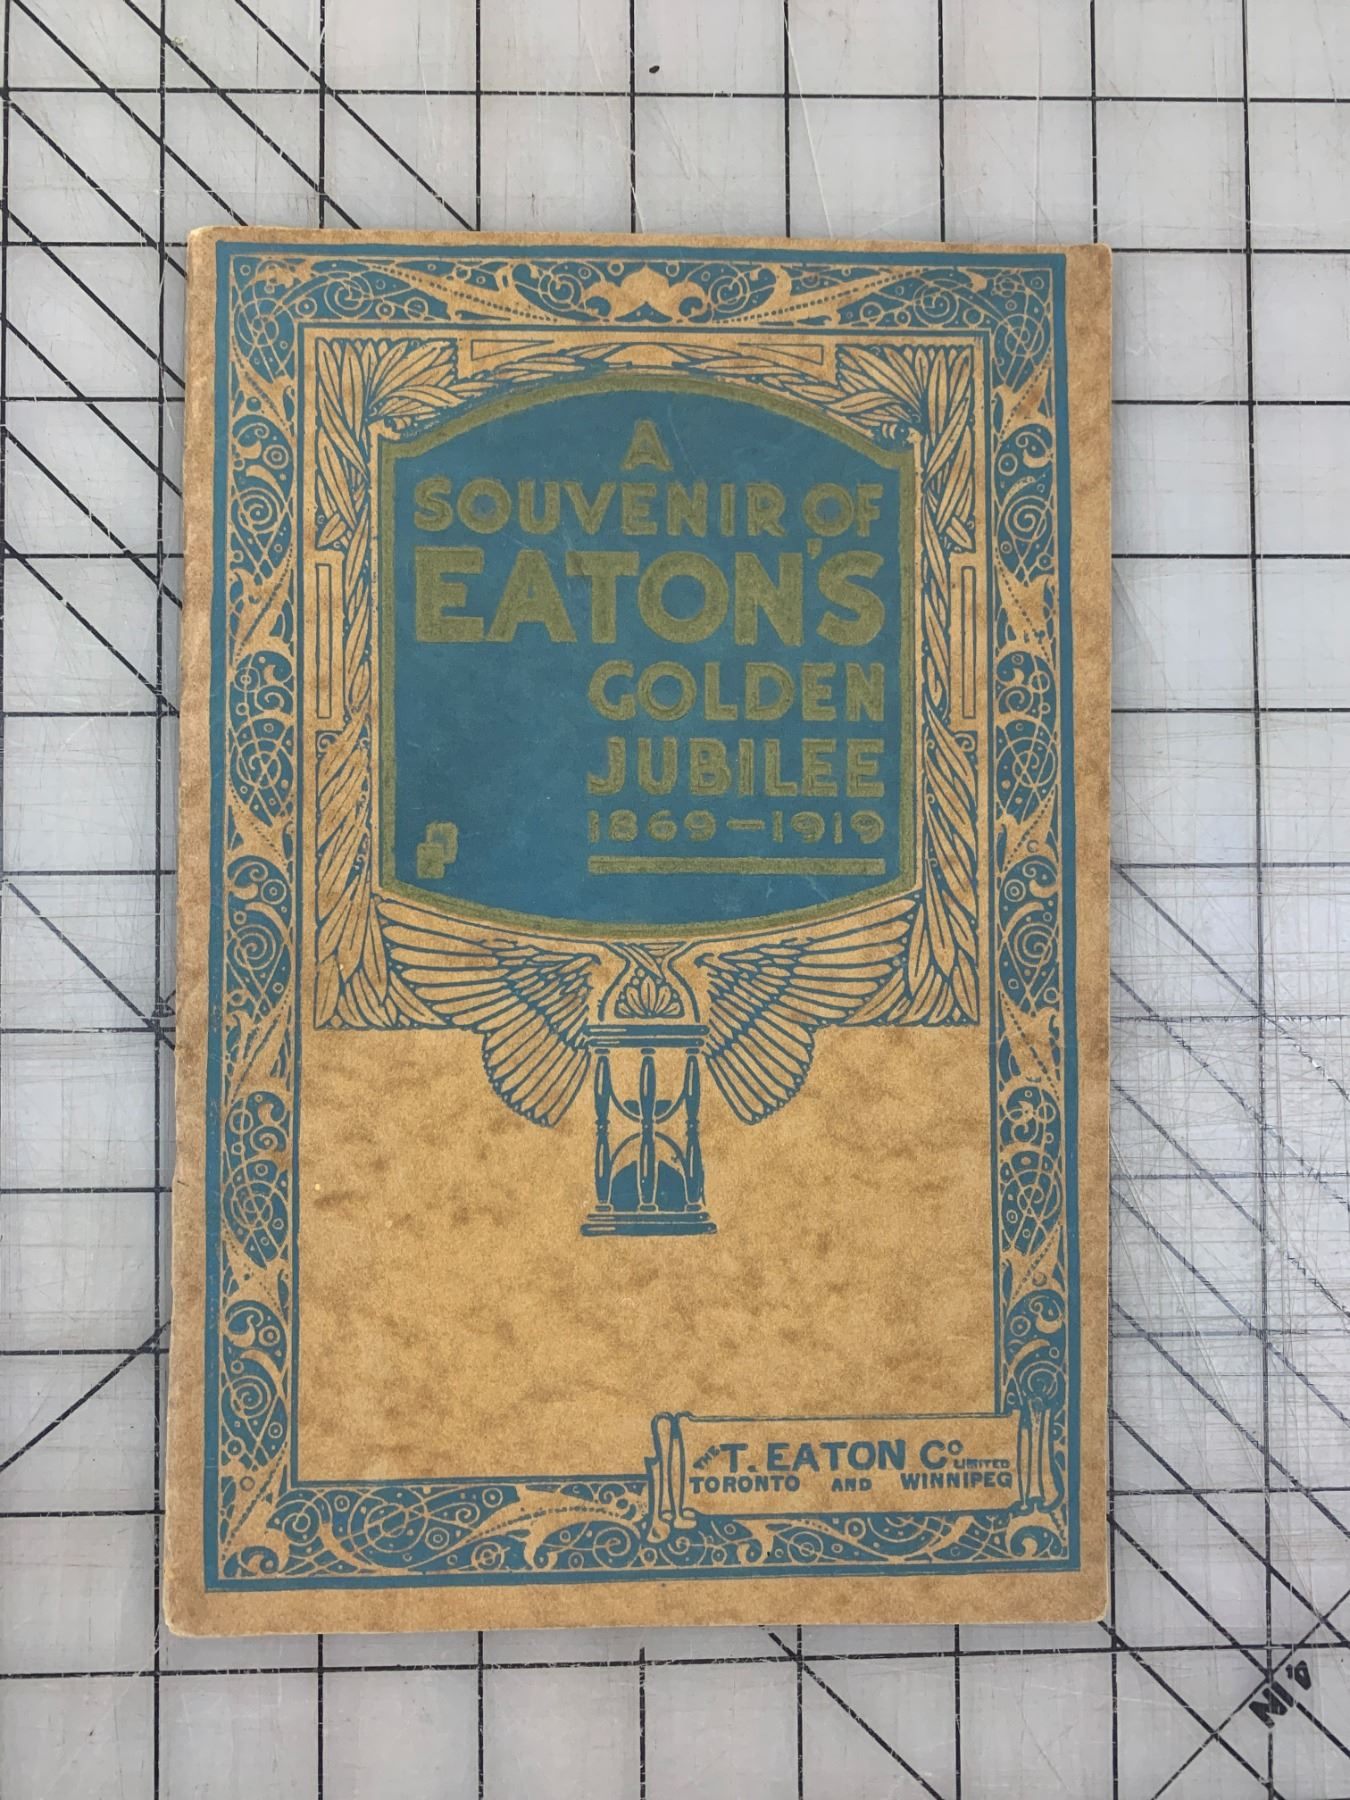 A
SOUVENIR OF
EATON'S
GOLDEN
JUBILEE
1869-1919
THE T. EATON Co LIMITED
TORONTO AND WINNIPEG